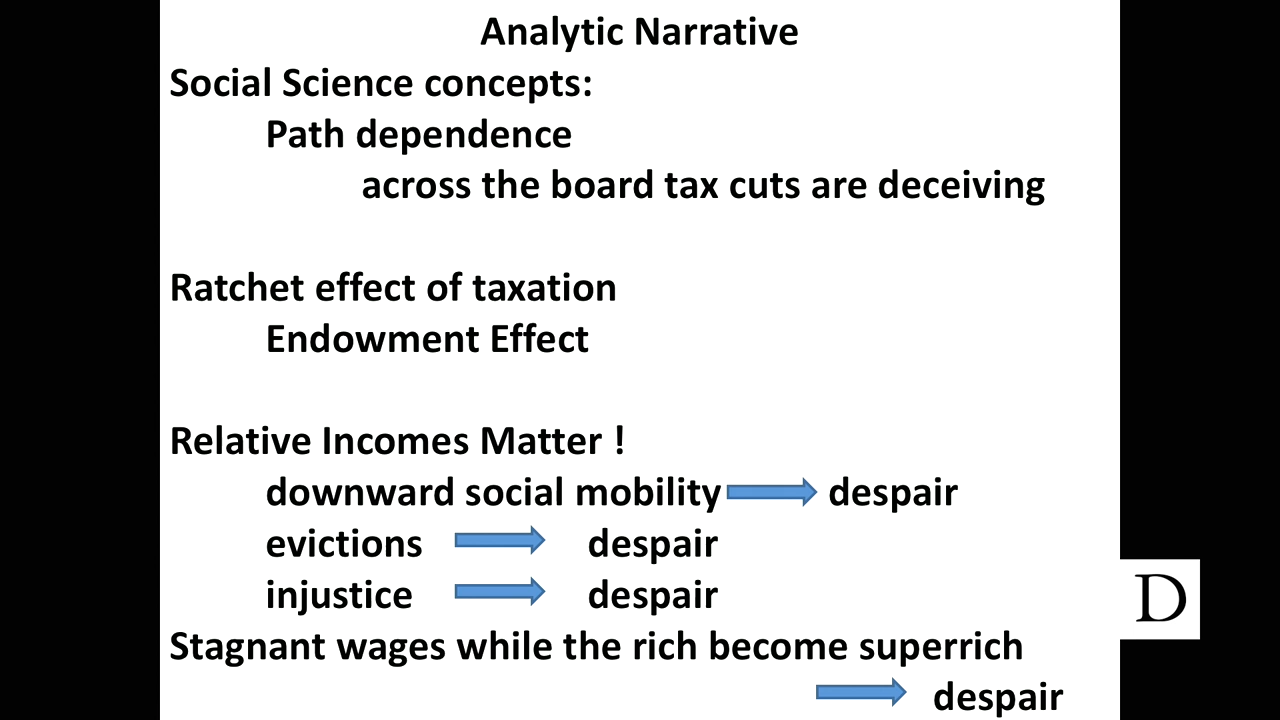 Analytic Narrative
Social Science concepts:
Path dependence
across the board tax cuts are deceiving
Ratchet effect of taxation
Endowment Effect
Relative Incomes Matter !
downward social mobility despair
evictions despair
injustice despair
Stagnant wages while the rich become superrich
despair
D